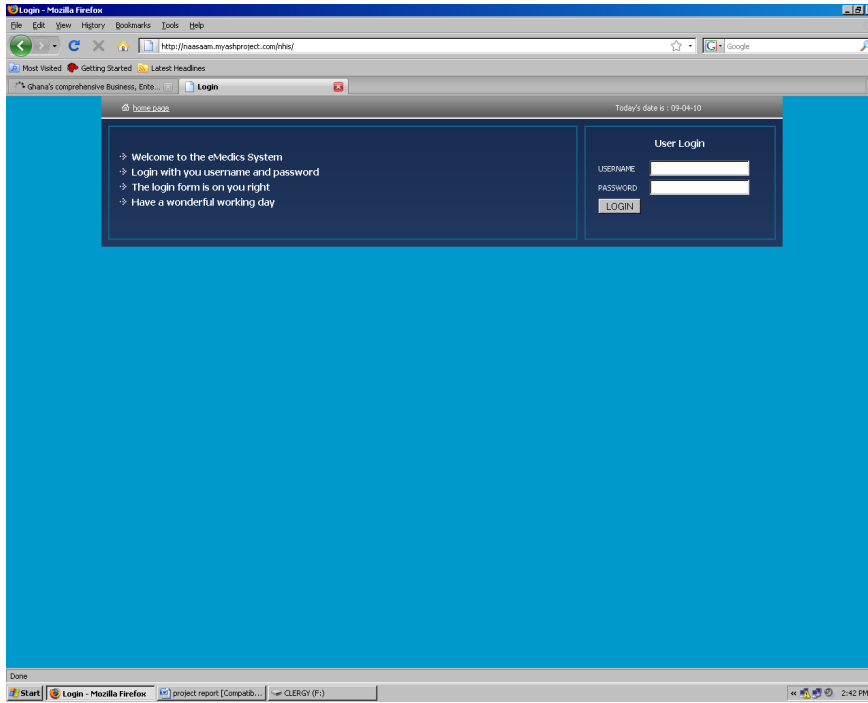 Login - Mozilla Firefox
File Edit View History Bookmarks Tools Help
http://naasaam.myashproject.com/nhis/
Google
Most Visited Getting Started Latest Headlines
Ghana's comprehensive Business, Ente...
Login
home page
Today's date is : 09-04-10
Welcome to the eMedics System
Login with you username and password
The login form is on you right
Have a wonderful working day
User Login
USERNAME
PASSWORD
LOGIN
Done
Start
Login - Mozilla Firefox
project report [Compatib...
CLERGY (F:)
2:42 PM